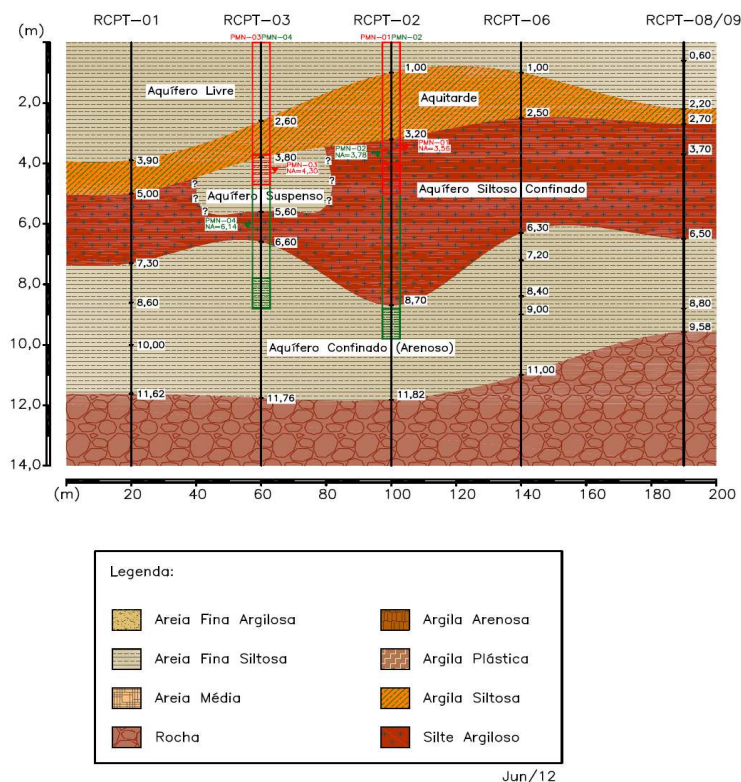 (m) RCPT-01 RCPT-03 RCPT-02 RCPT-06 RCPT-08/09
PMN-03 PMN-04 PMN-01 PMN-02
0,60
1,00 1,00
Aquífero Livre Aquitarde
2,0
2,20
2,60 2,50 2,70
3,20
PMN-01
NA=3,56
PMN-02
NA=3,78
3,90 3,80 3,70
4,0
PMN-03
NA=4,30
? ?
Aquífero Suspenso Aquífero Siltoso Confinado
5,00
? ?
5,60
6,0
PMN-04
NA=6,14
6,30 6,50
6,60
7,30 7,20
8,0
8,60 8,70 8,40 8,80
9,00
9,58
10,0 10,00
Aquífero Confinado (Arenoso)
11,00
11,62 11,76 11,82
12,0
14,0
(m) 20 40 60 80 100 120 140 160 180 200
Legenda:
Areia Fina Argilosa Argila Arenosa
Areia Fina Siltosa Argila Plástica
Areia Média Argila Siltosa
Rocha Silte Argiloso
Jun/12